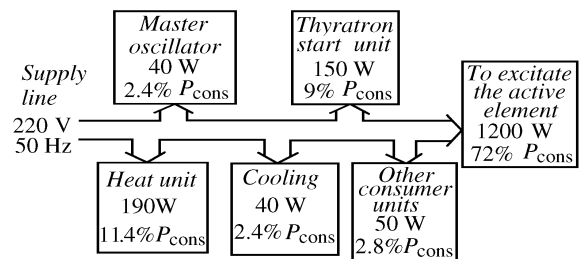 Supply
line
220 V
50 Hz
Master
oscillator
40 W
2.4% Pcons
Thyratron
start unit
150 W
9% Pcons
To excitate
the active
element
1200 W
72% Pcons
Heat unit
190W
11.4%Pcons
Cooling
40 W
2.4% Pcons
Other
consumer
units
50 W
2.8%Pcons